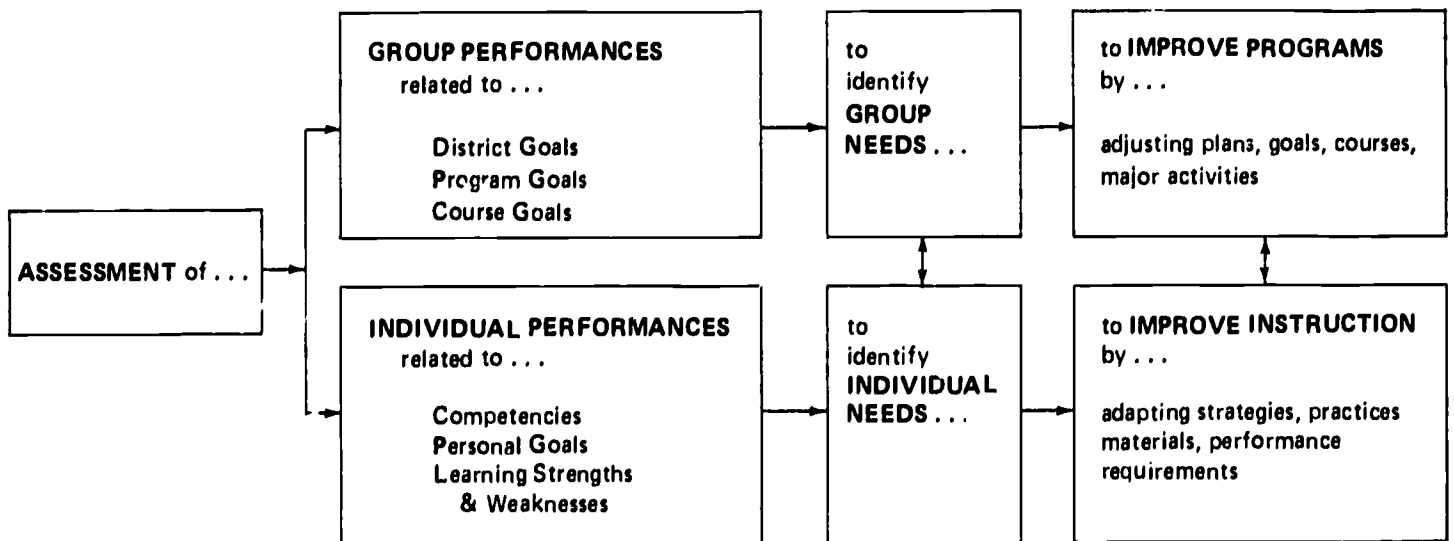 ASSESSMENT of . . .
GROUP PERFORMANCES
related to . . .
District Goals
Program Goals
Course Goals
to
identify
GROUP
NEEDS . . .
to IMPROVE PROGRAMS
by . . .
adjusting plans, goals, courses,
major activities
INDIVIDUAL PERFORMANCES
related to . . .
Competencies
Personal Goals
Learning Strengths
& Weaknesses
to
identify
INDIVIDUAL
NEEDS . . .
to IMPROVE INSTRUCTION
by . . .
adapting strategies, practices
materials, performance
requirements